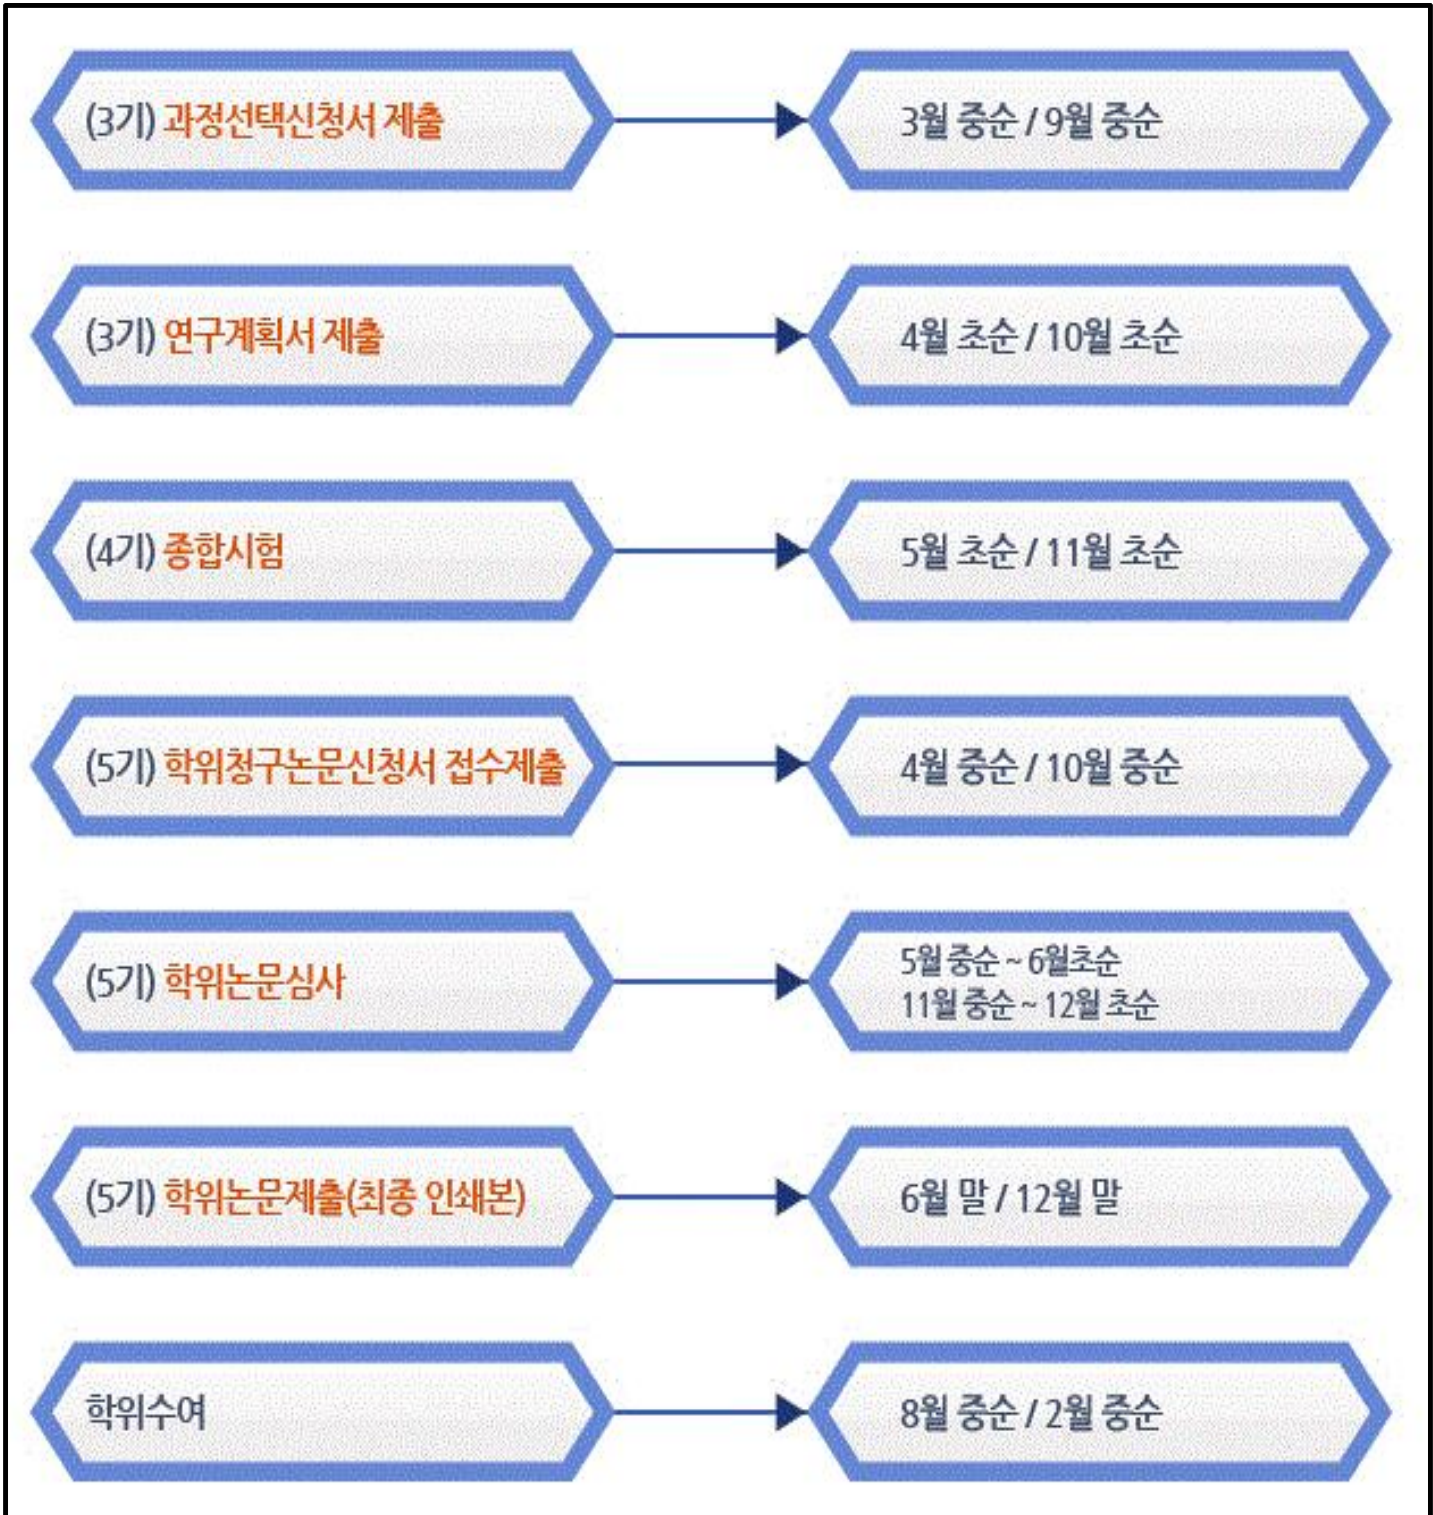 (3기) 과정선택신청서 제출
3월 중순 / 9월 중순
(3기) 연구계획서 제출
4월 초순 / 10월 초순
(4기) 종합시험
5월 초순 / 11월 초순
(5기) 학위청구논문신청서 접수제출
4월 중순 / 10월 중순
(5기) 학위논문심사
5월 중순 ~ 6월초순
11월 중순 ~ 12월 초순
(5기) 학위논문제출(최종 인쇄본)
6월 말 / 12월 말
학위수여
8월 중순 / 2월 중순